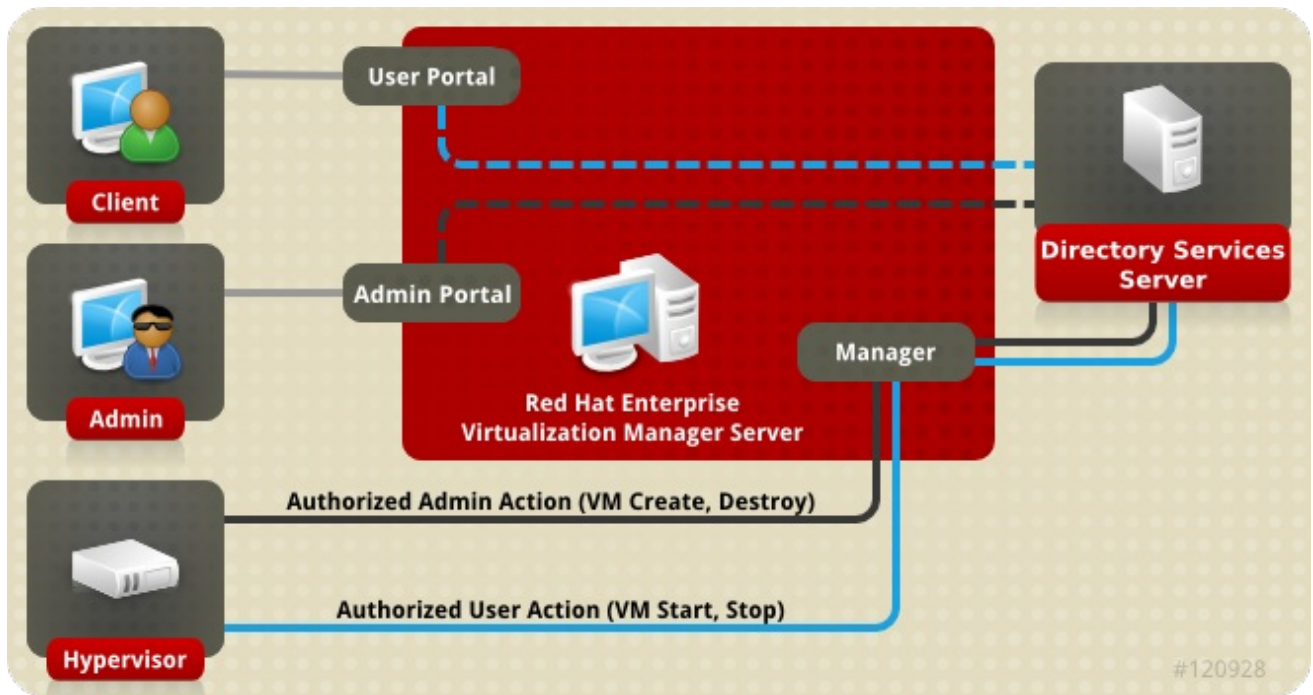 User Portal
Client
Directory Services
Server
Admin Portal
Manager
Admin
Red Hat Enterprise
Virtualization Manager Server
Authorized Admin Action (VM Create, Destroy)
Authorized User Action (VM Start, Stop)
Hypervisor
#120928